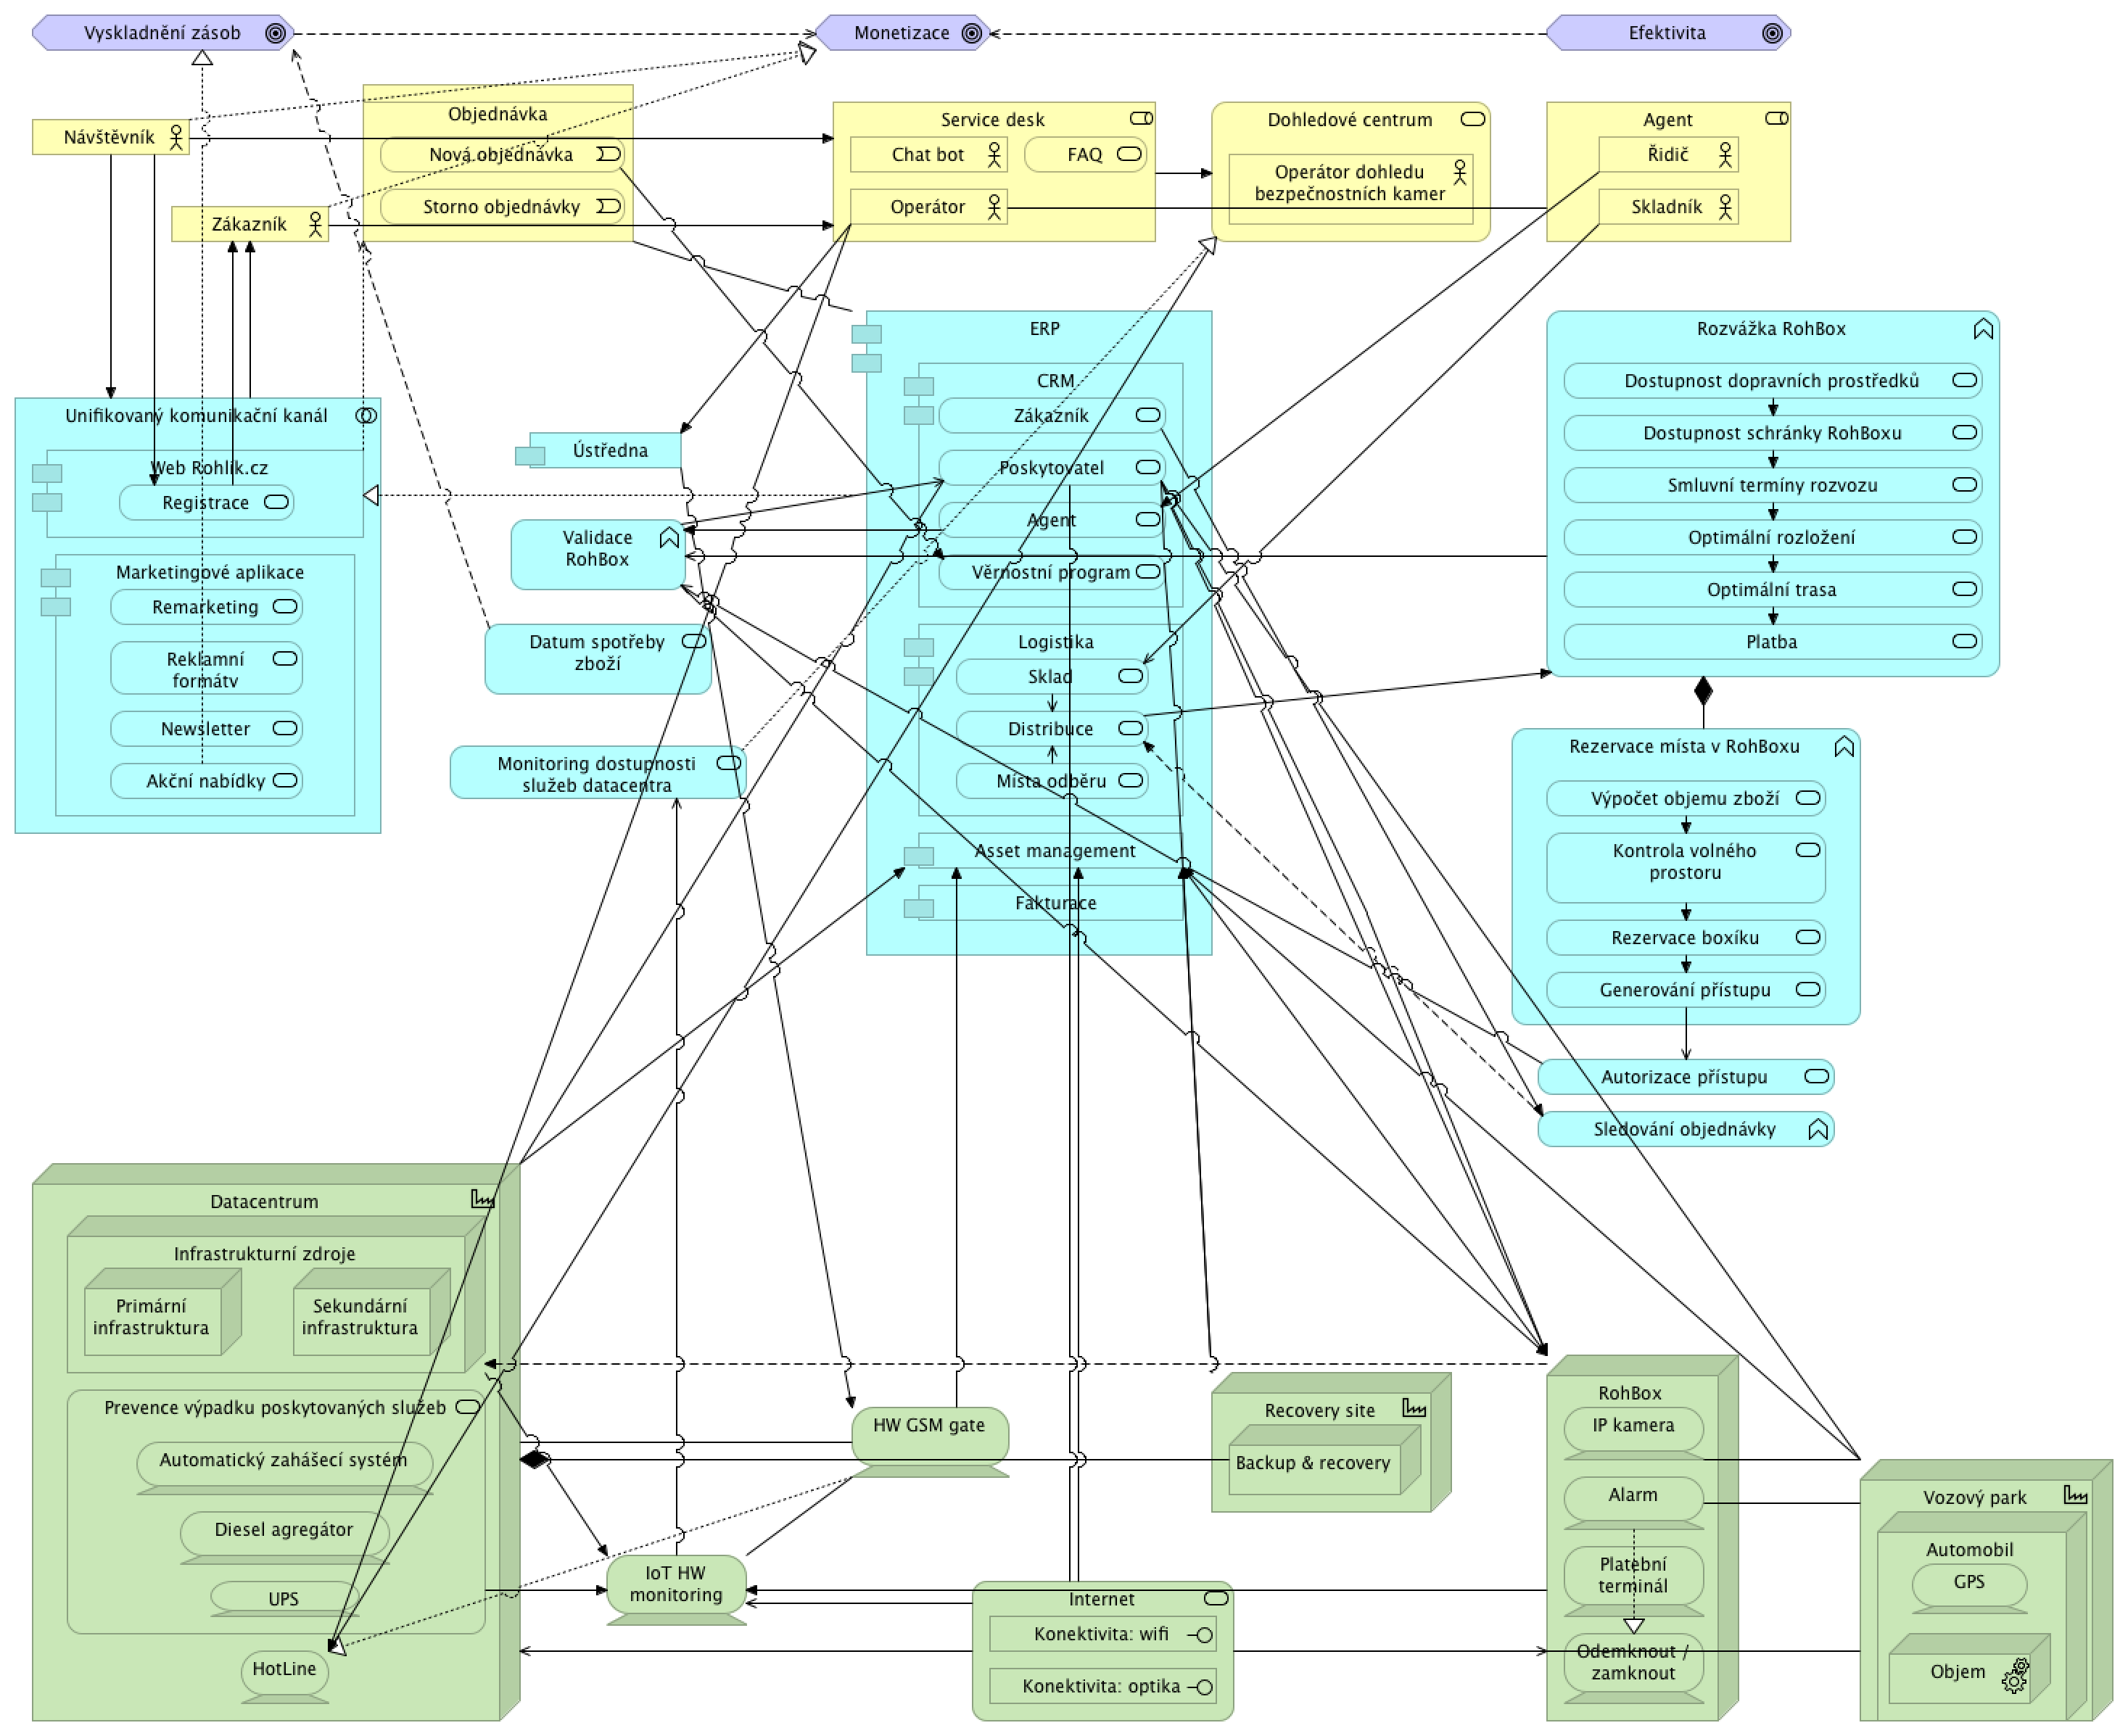 Vyskladnění zásob
Monetizace
Efektivita
Návštěvník
Zákazník
Objednávka
Nová objednávka
Storno objednávky
Service desk
Chat bot
FAQ
Operátor
Dohledové centrum
Operátor dohledu
bezpečnostních kamer
Agent
Řidič
Skladník
Unifikovaný komunikační kanál
Web Rohlík.cz
Registrace
Marketingové aplikace
Remarketing
Reklamní
formátv
Newsletter
Akční nabídky
Ústředna
Validace
RohBox
Datum spotřeby
zboží
Monitoring dostupnosti
služeb datacentra
ERP
CRM
Zákazník
Poskytovatel
Agent
Věrnostní program
Logistika
Sklad
Distribuce
Místa odběru
Asset management
Fakturace
Rozvážka RohBox
Dostupnost dopravních prostředků
Dostupnost schránky RohBoxu
Smluvní termíny rozvozu
Optimální rozložení
Optimální trasa
Platba
Rezervace místa v RohBoxu
Výpočet objemu zboží
Kontrola volného
prostoru
Rezervace boxíku
Generování přístupu
Autorizace přístupu
Sledování objednávky
Datacentrum
Infrastrukturní zdroje
Primární
infrastruktura
Sekundární
infrastruktura
Prevence výpadku poskytovaných služeb
Automatický zahášecí systém
Diesel agregátor
UPS
HotLine
HW GSM gate
IoT HW
monitoring
Internet
Konektivita: wifi
Konektivita: optika
Recovery site
Backup & recovery
RohBox
IP kamera
Alarm
Platební
terminál
Odemknout /
zamknout
Vozový park
Automobil
GPS
Objem